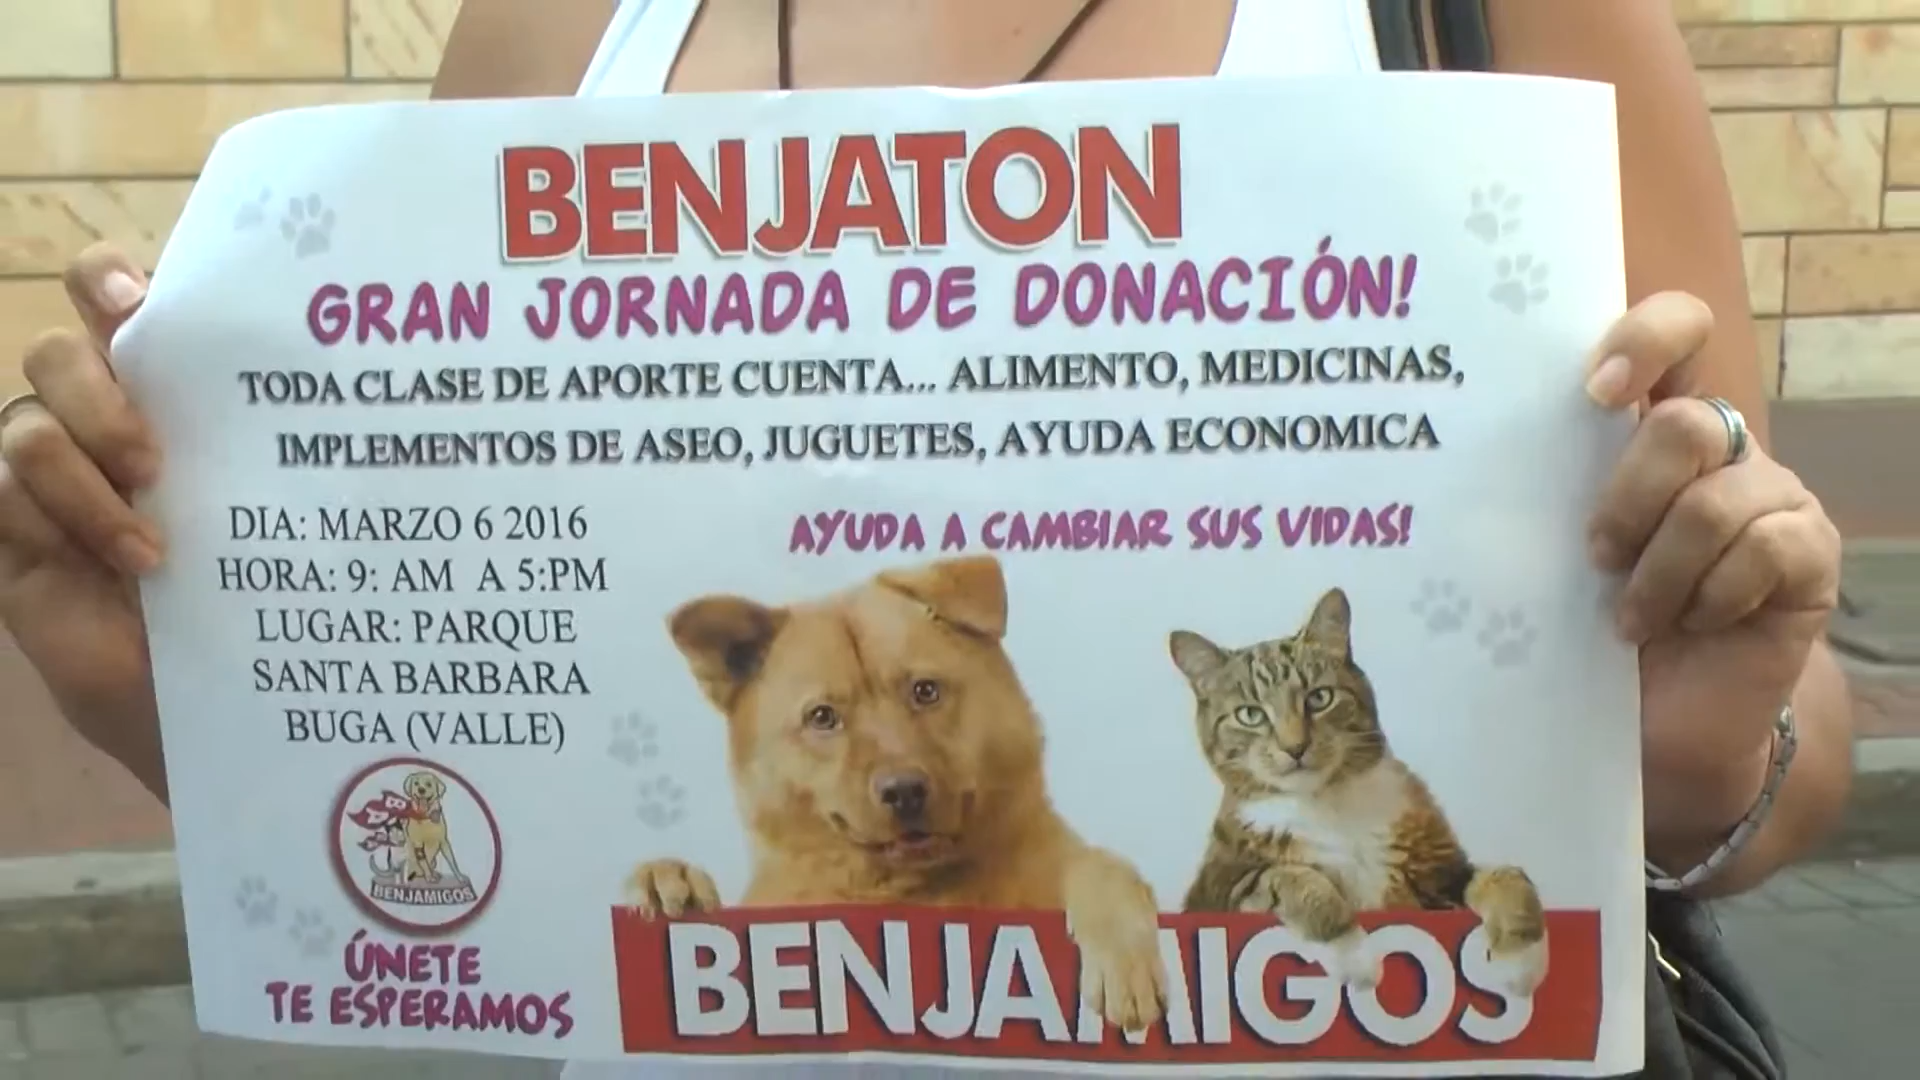 BENJATON
GRAN JORNADA DE DONACIÓN!
TODA CLASE DE APORTE CUENTA... ALIMENTO, MEDICINAS,
IMPLEMENTOS DE ASEO, JUGUETES, AYUDA ECONOMICA
DIA: MARZO 6 2016
HORA: 9: AM A 5:PM
LUGAR: PARQUE
SANTA BARBARA
BUGA (VALLE)
AYUDA A CAMBIAR SUS VIDAS!
BENJAMIGOS
ÚNETE
TE ESPERAMOS
BENJAMIGOS